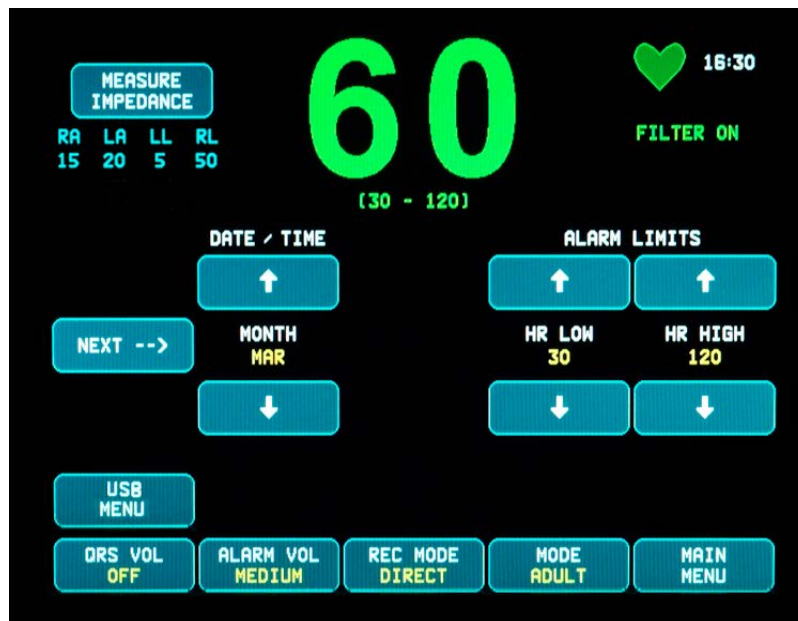 MEASURE
IMPEDANCE
RA LA LL RL
15 20 5 50
60
(30 - 120)
16:30
FILTER ON
DATE / TIME
ALARM LIMITS
NEXT -->
MONTH
MAR
HR LOW
30
HR HIGH
120
USB
MENU
QRS VOL
OFF
ALARM VOL
MEDIUM
REC MODE
DIRECT
MODE
ADULT
MAIN
MENU